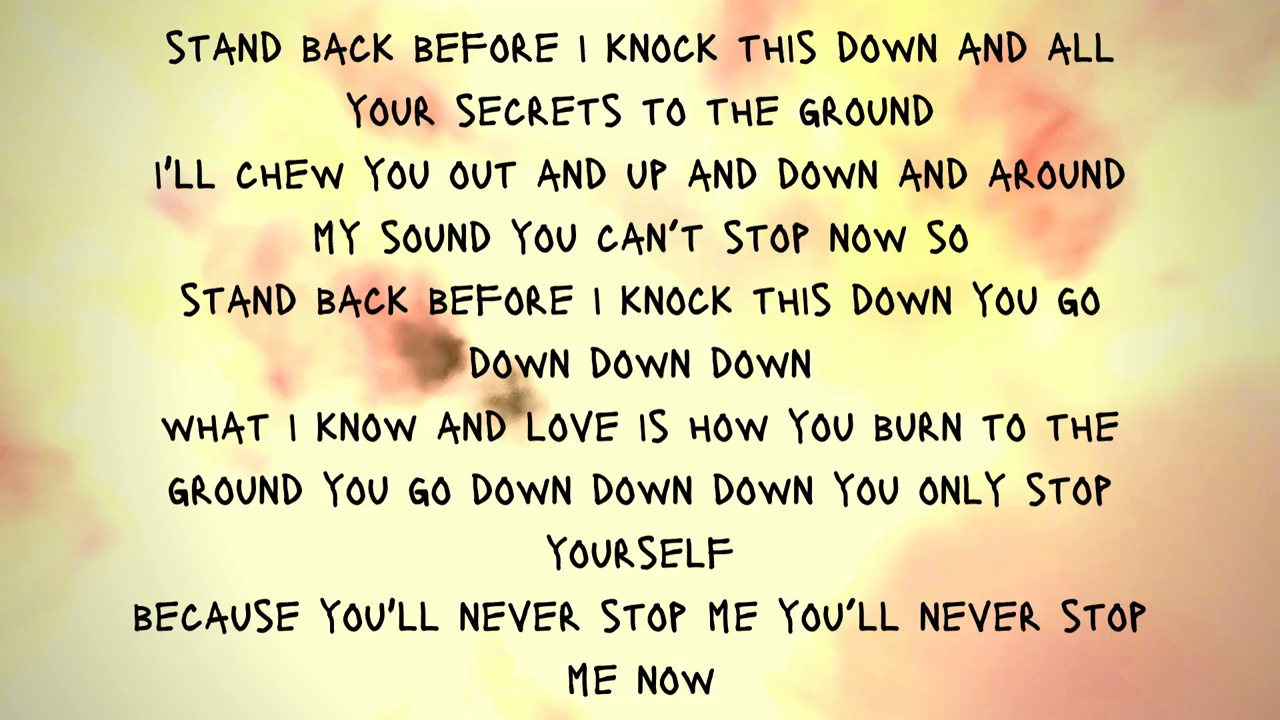 STAND BACK BEFORE I KNOCK THIS DOWN AND ALL
YOUR SECRETS TO THE GROUND
I'LL CHEW YOU OUT AND UP AND DOWN AND AROUND
MY SOUND YOU CAN'T STOP NOW SO
STAND BACK BEFORE I KNOCK THIS DOWN YOU GO
DOWN DOWN DOWN
WHAT I KNOW AND LOVE IS HOW YOU BURN TO THE
GROUND YOU GO DOWN DOWN DOWN YOU ONLY STOP
YOURSELF
BECAUSE YOU'LL NEVER STOP ME YOU'LL NEVER STOP
ME NOW